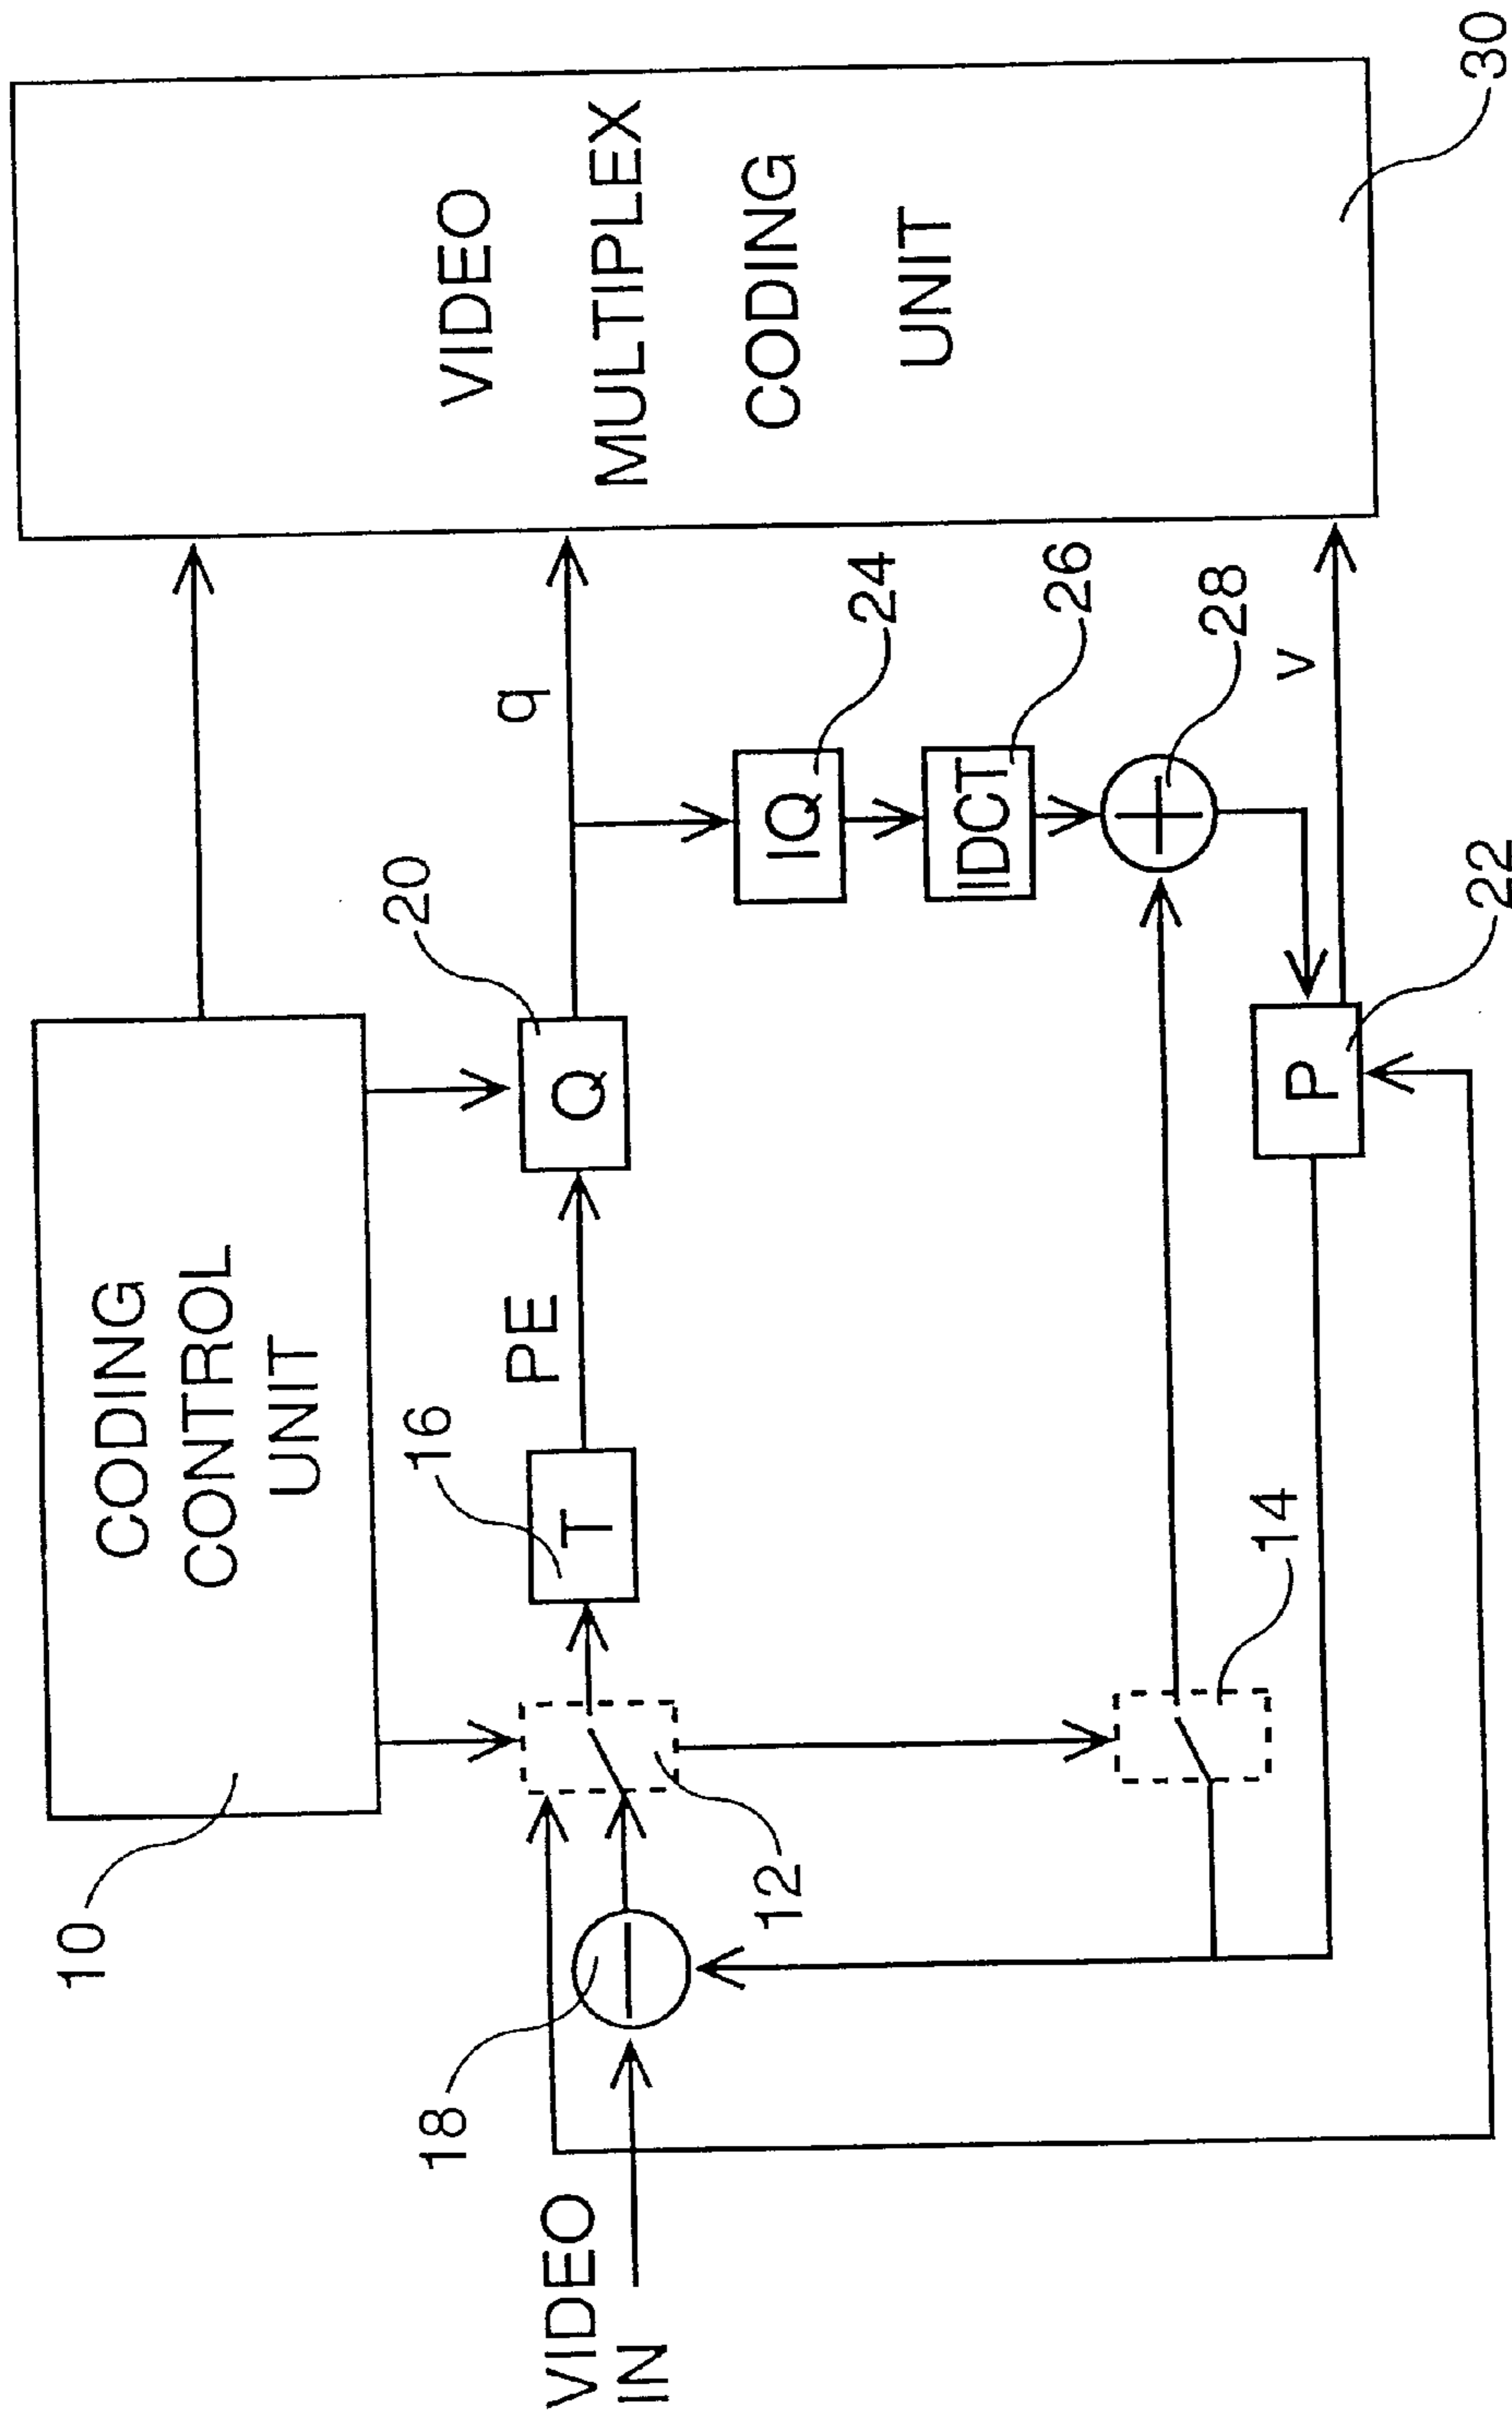 10
CODING
CONTROL
UNIT
VIDEO
MULTIPLEX
CODING
UNIT
30
VIDEO
IN
18
12
16
T
PE
20
Q
q
IQ
24
IDCT
26
28
14
P
22
v